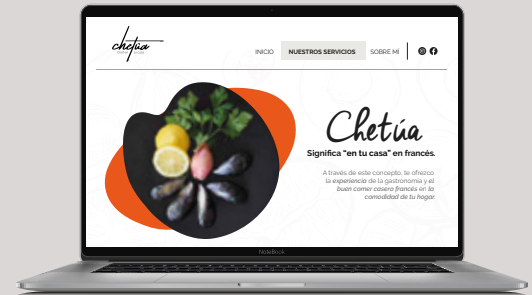 chetúa
INICIO NUESTROS SERVICIOS SOBRE MÍ
Chetúa
Significa "en tu casa" en francés.
A través de este concepto, te ofrezco
la experiencia de la gastronomía y el
buen comer casero francés en la
comodidad de tu hogar.
NoteBook